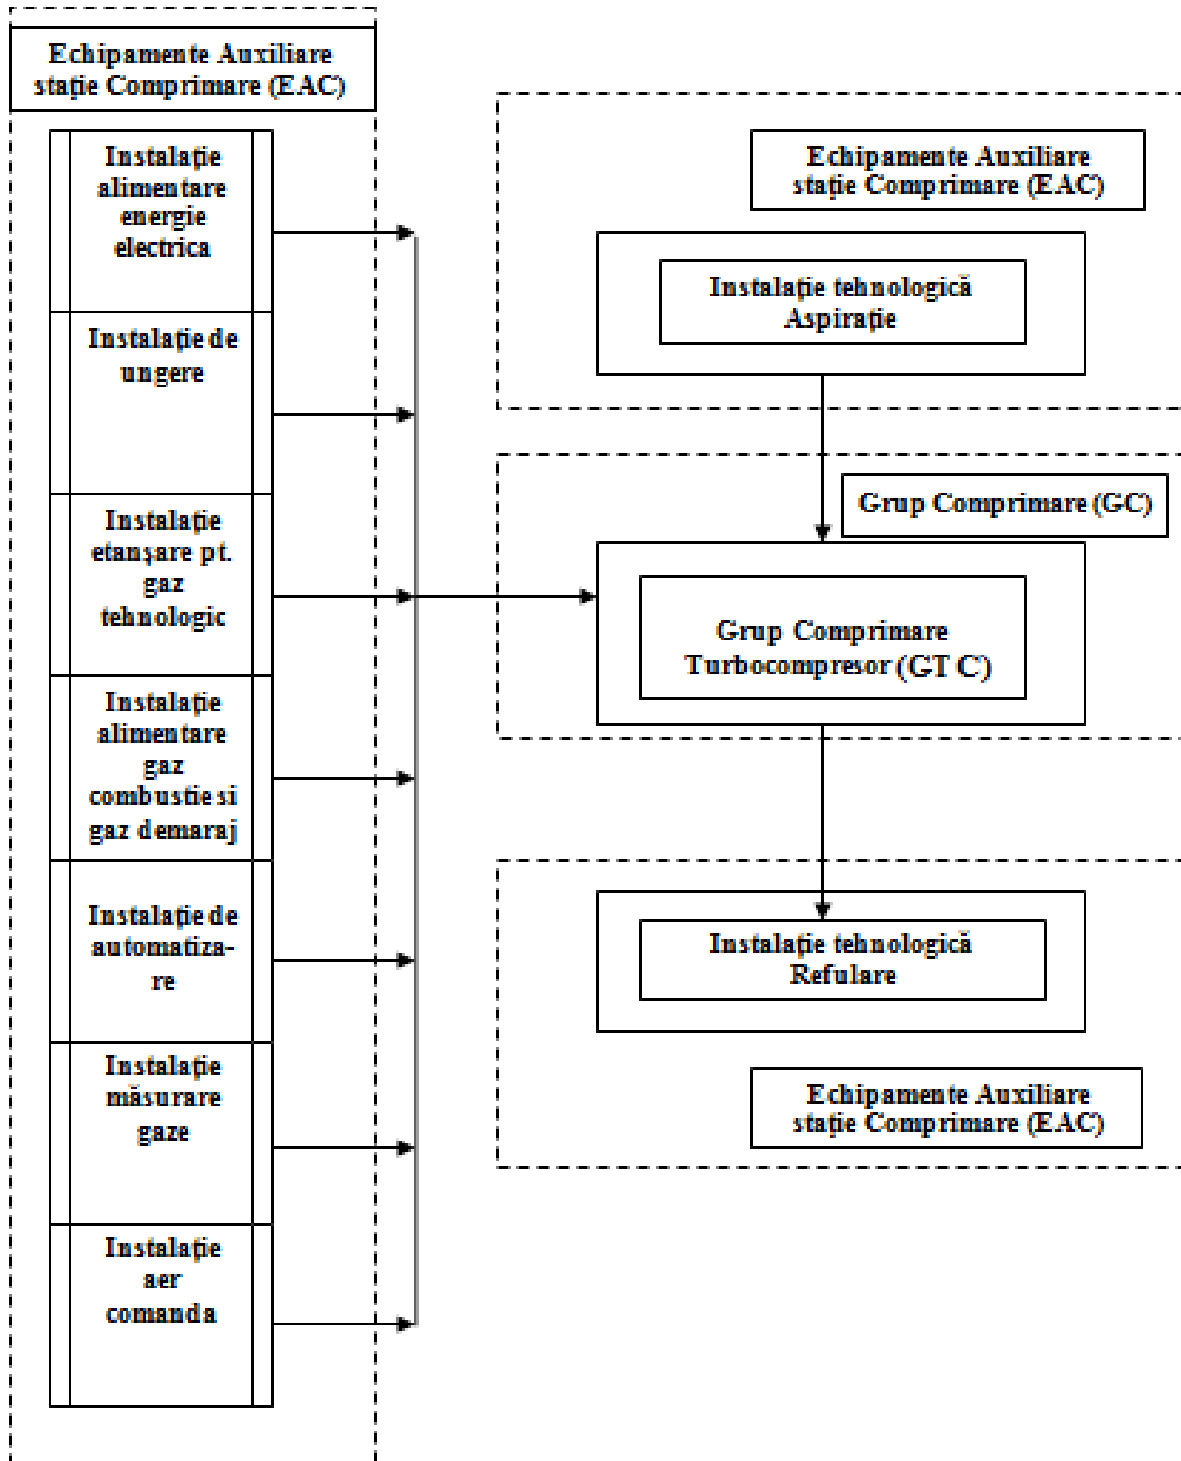 Echipamente Auxiliare
stație Comprimare (EAC)
Instalație
alimentare
energie
electrica
Instalație de
ungere
Instalație
etanșare pt.
gaz
tehnologic
Instalație
alimentare
gaz
combustie si
gaz demaraj
Instalație de
automatiza-
re
Instalație
măsurare
gaze
Instalație
aer
comanda
Echipamente Auxiliare
stație Comprimare (EAC)
Instalație tehnologică
Aspirație
Grup Comprimare (GC)
Grup Comprimare
Turbocompresor (GT C)
Instalație tehnologică
Refulare
Echipamente Auxiliare
stație Comprimare (EAC)